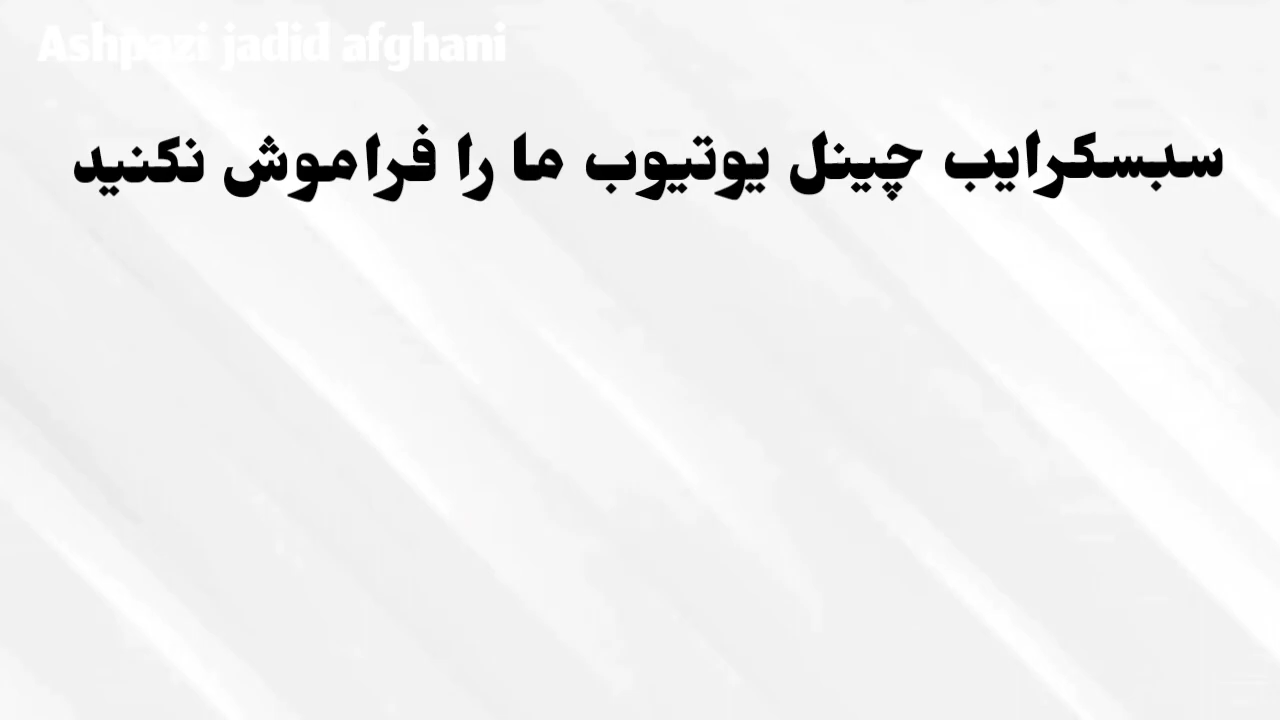 Ashpazi jadid afghani
سبسکرایب چینل یوتیوب ما را فراموش نکنید